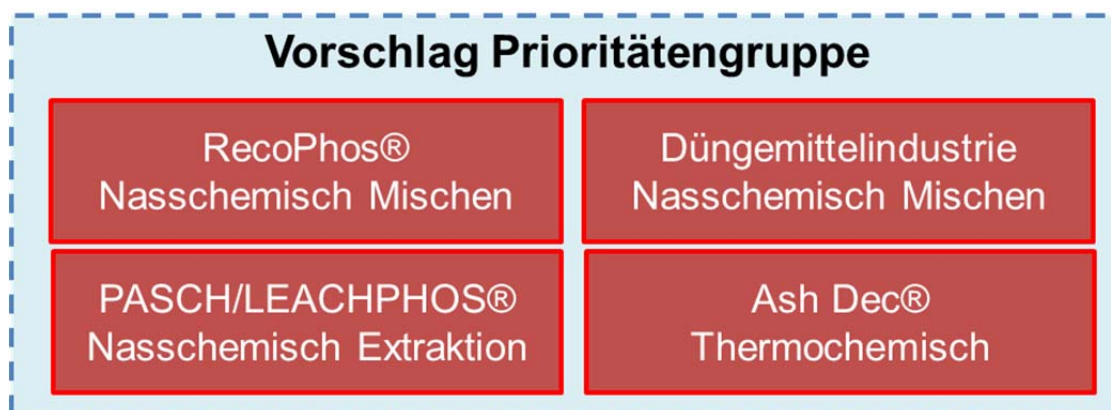 Vorschlag Prioritätengruppe
RecoPhos®
Nasschemisch Mischen
Düngemittelindustrie
Nasschemisch Mischen
PASCH/LEACHPHOS®
Nasschemisch Extraktion
Ash Dec®
Thermochemisch